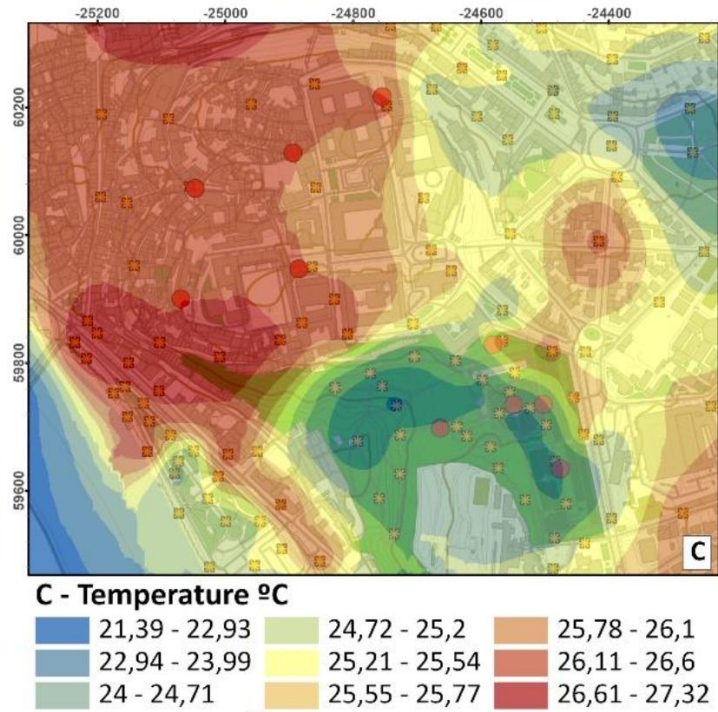 -25200 -25000 -24800 -24600 -24400
60200
60000
59800
59600
C
C - Temperature ºC
21,39 - 22,93 24,72 - 25,2 25,78 - 26,1
22,94 - 23,99 25,21 - 25,54 26,11 - 26,6
24 - 24,71 25,55 - 25,77 26,61 - 27,32